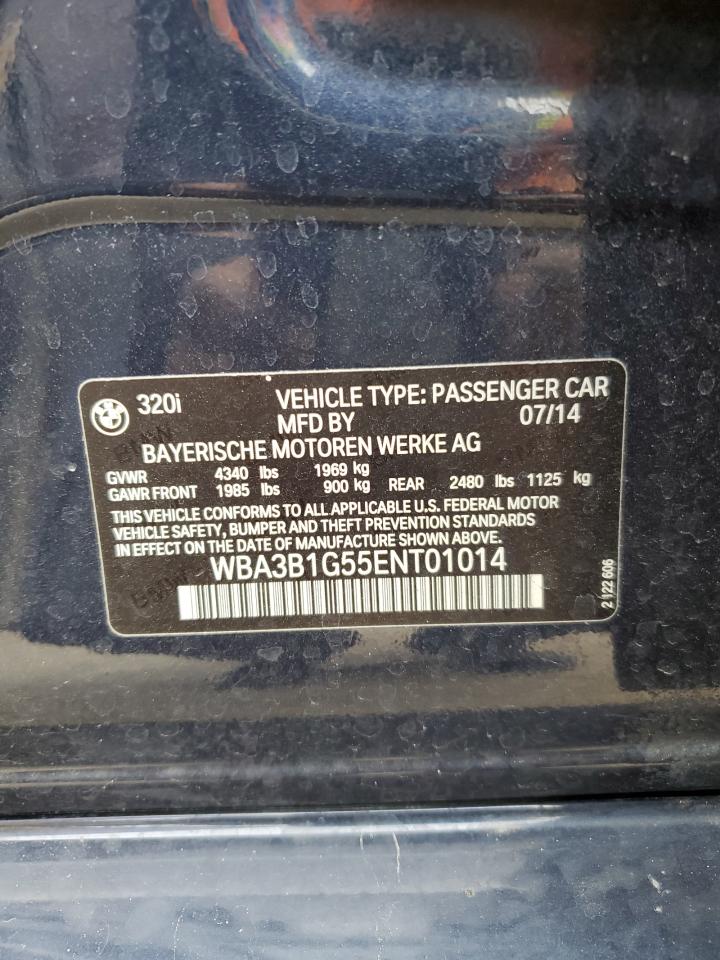 320i VEHICLE TYPE: PASSENGER CAR
MFD BY 07/14
BAYERISCHE MOTOREN WERKE AG
GVWR 4340 lbs 1969 kg
GAWR FRONT 1985 lbs 900 kg REAR 2480 lbs 1125 kg
THIS VEHICLE CONFORMS TO ALL APPLICABLE U.S. FEDERAL MOTOR
VEHICLE SAFETY, BUMPER AND THEFT PREVENTION STANDARDS
IN EFFECT ON THE DATE OF MANUFACTURE SHOWN ABOVE.
WBA3B1G55ENT01014
2 122 606